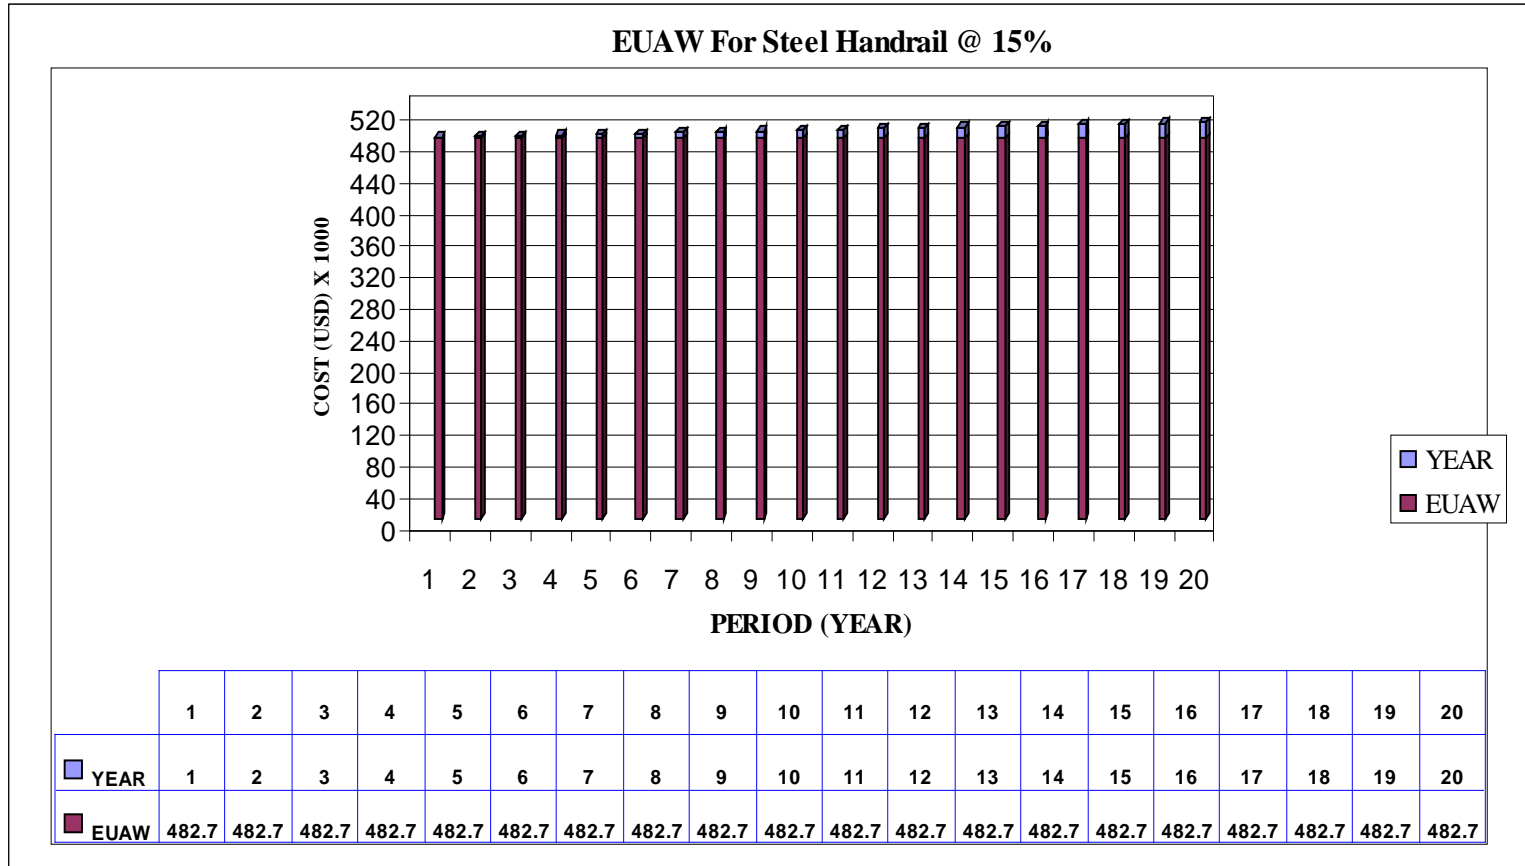 EUAW For Steel Handrail @ 15%
520
480
440
400
360
320
280
240
200
160
120
80
40
0
COST (USD) X 1000
1 2 3 4 5 6 7 8 9 10 11 12 13 14 15 16 17 18 19 20
PERIOD (YEAR)
YEAR
EUAW
1 2 3 4 5 6 7 8 9 10 11 12 13 14 15 16 17 18 19 20
YEAR 1 2 3 4 5 6 7 8 9 10 11 12 13 14 15 16 17 18 19 20
EUAW 482.7 482.7 482.7 482.7 482.7 482.7 482.7 482.7 482.7 482.7 482.7 482.7 482.7 482.7 482.7 482.7 482.7 482.7 482.7 482.7